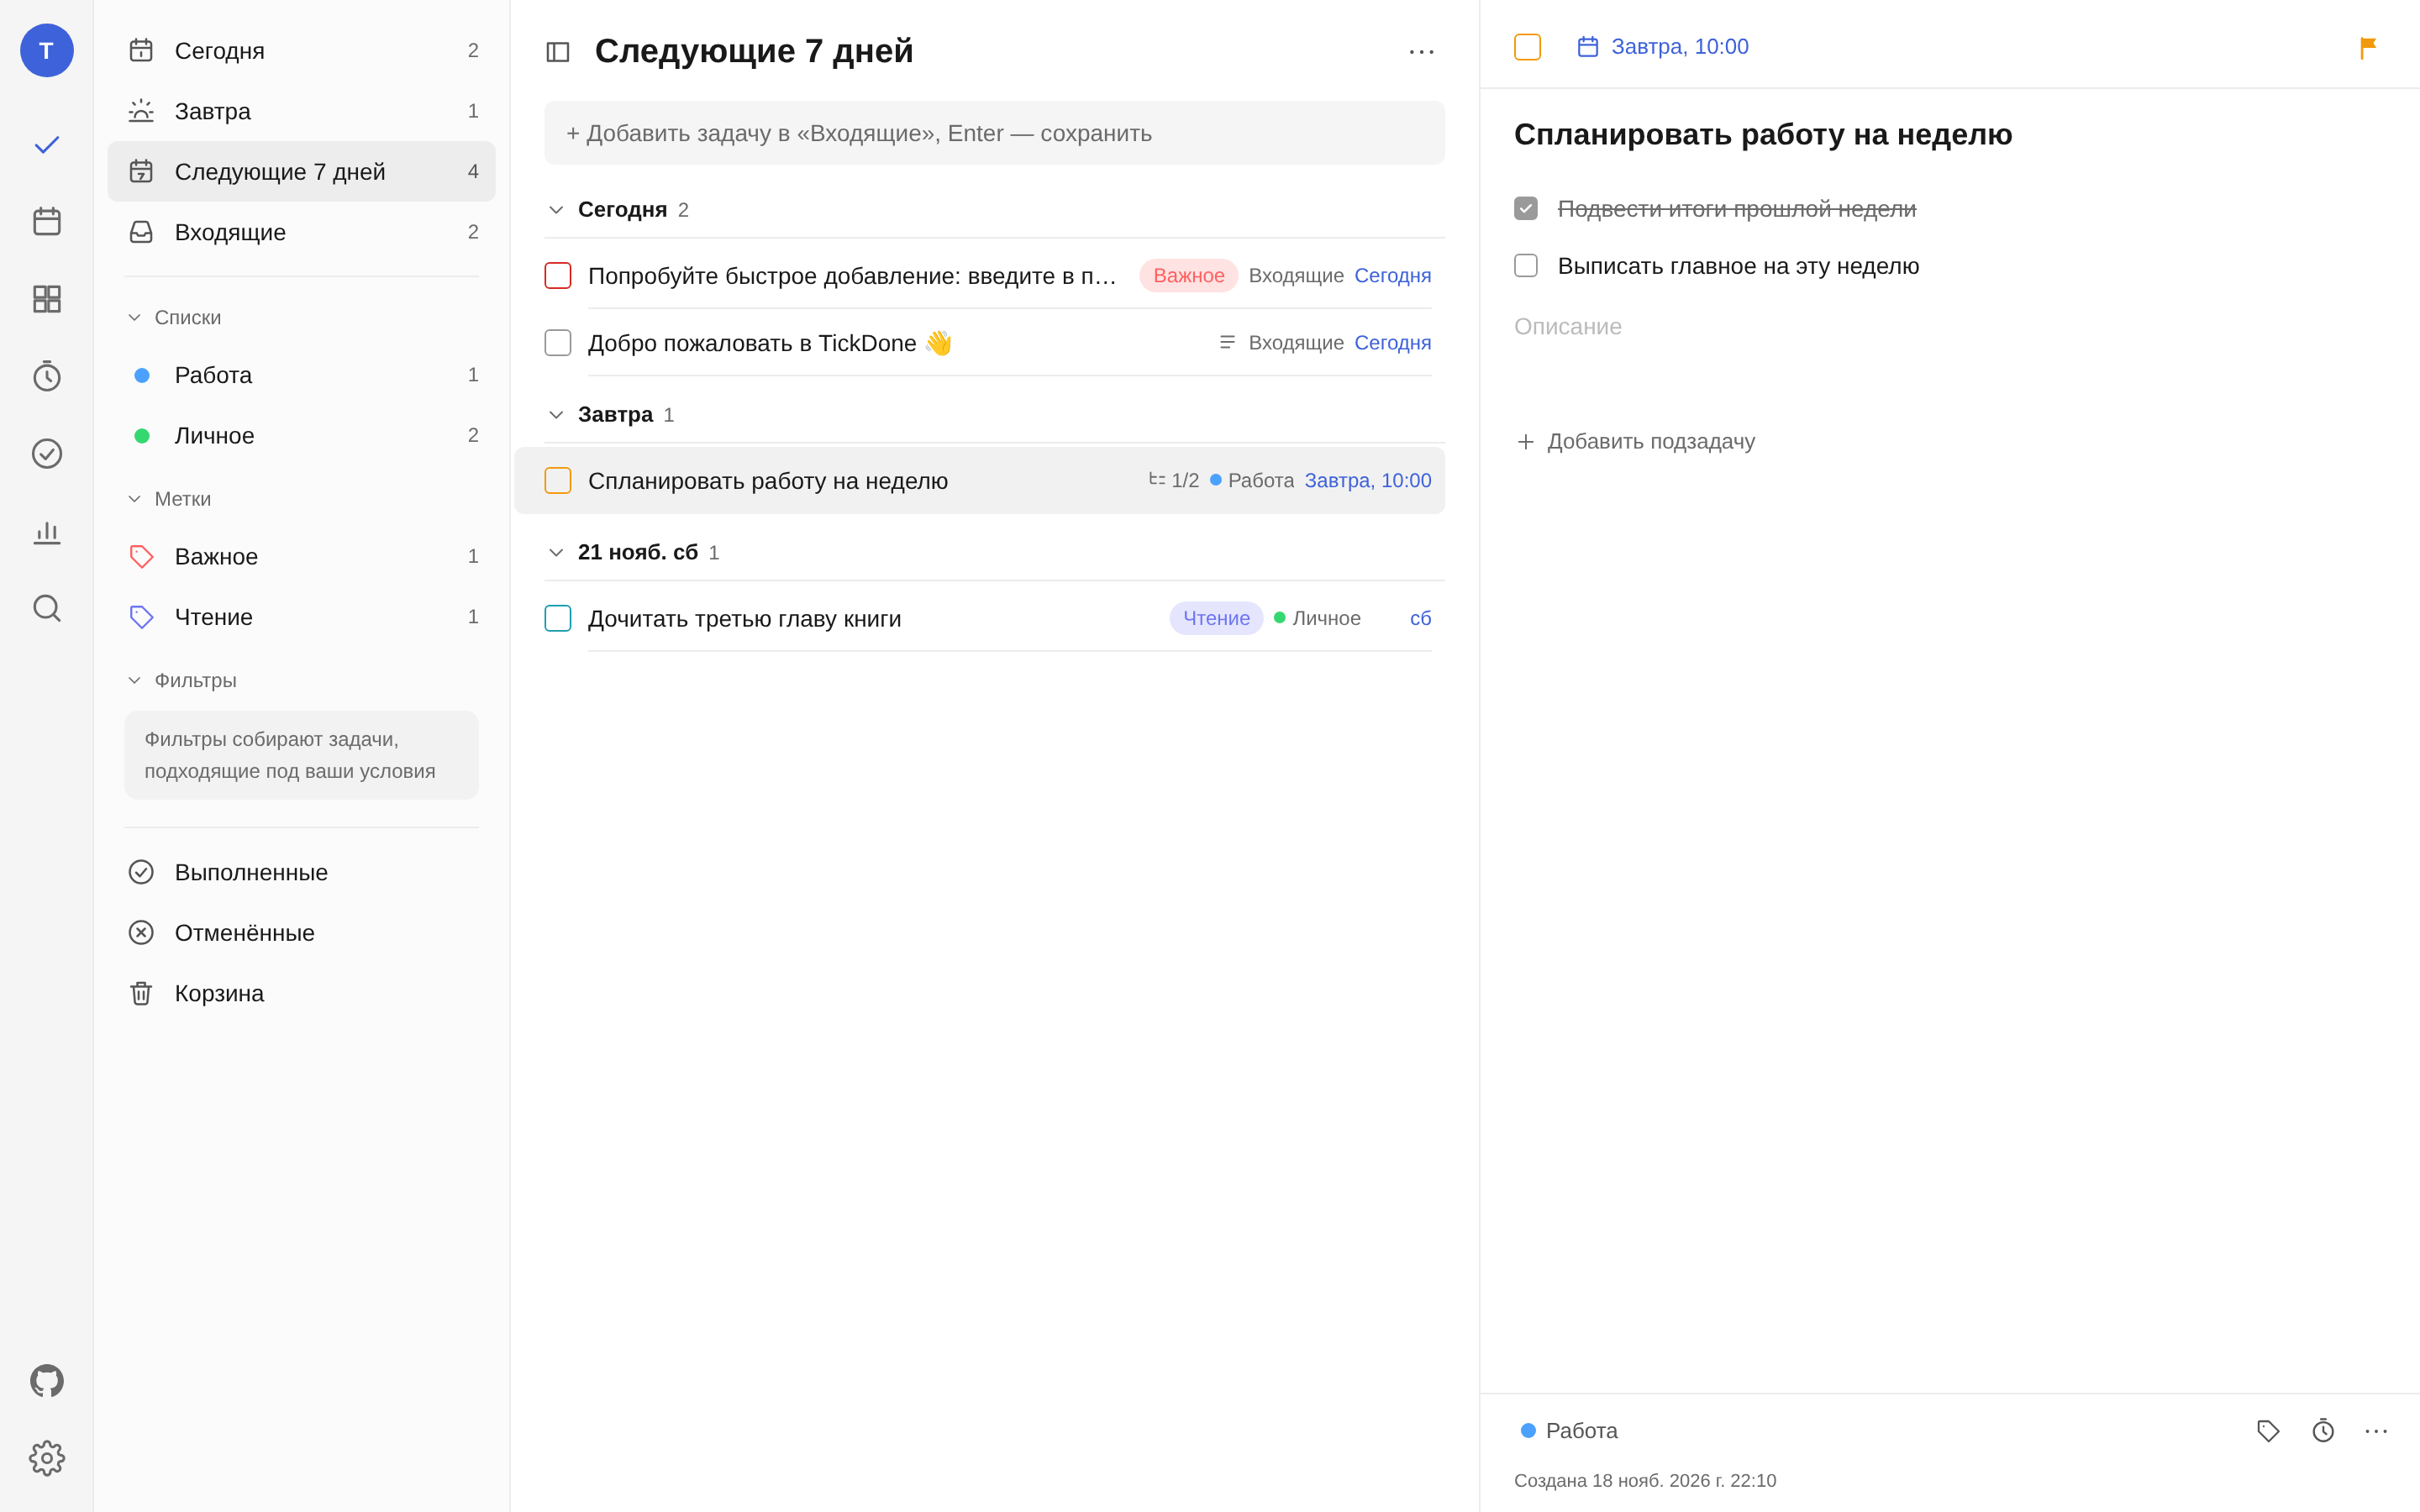 T
Сегодня 2
Завтра 1
Следующие 7 дней 4
Входящие 2
Списки
Работа 1
Личное 2
Метки
Важное 1
Чтение 1
Фильтры
Фильтры собирают задачи,
подходящие под ваши условия
Выполненные
Отменённые
Корзина
Следующие 7 дней
+ Добавить задачу в «Входящие», Enter — сохранить
Сегодня 2
Попробуйте быстрое добавление: введите в п… Важное Входящие Сегодня
Добро пожаловать в TickDone 👋 Входящие Сегодня
Завтра 1
Спланировать работу на неделю 1/2 Работа Завтра, 10:00
21 нояб. сб 1
Дочитать третью главу книги Чтение Личное сб
Завтра, 10:00
Спланировать работу на неделю
Подвести итоги прошлой недели
Выписать главное на эту неделю
Описание
Добавить подзадачу
Работа
Создана 18 нояб. 2026 г. 22:10